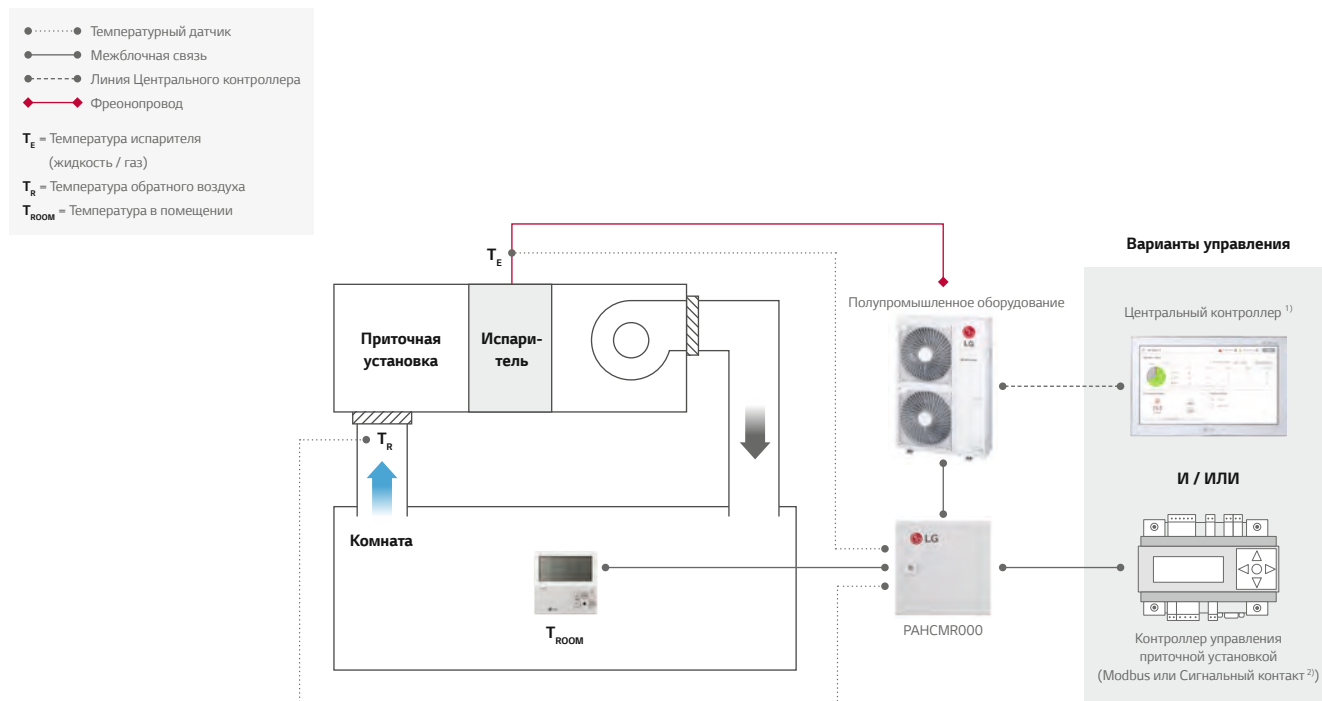 Температурный датчик
Межблочная связь
Линия Центрального контроллера
Фреонопровод
TE = Температура испарителя
(жидкость / газ)
TR = Температура обратного воздуха
TROOM = Температура в помещении
Варианты управления
TE
Полупромышленное оборудование
Центральный контроллер 1)
LG
Приточная
установка
Испари-
тель
TR
И / ИЛИ
Комната
LG
TROOM
PAHCMR000
Контроллер управления
приточной установкой
(Modbus или Сигнальный контакт 2))